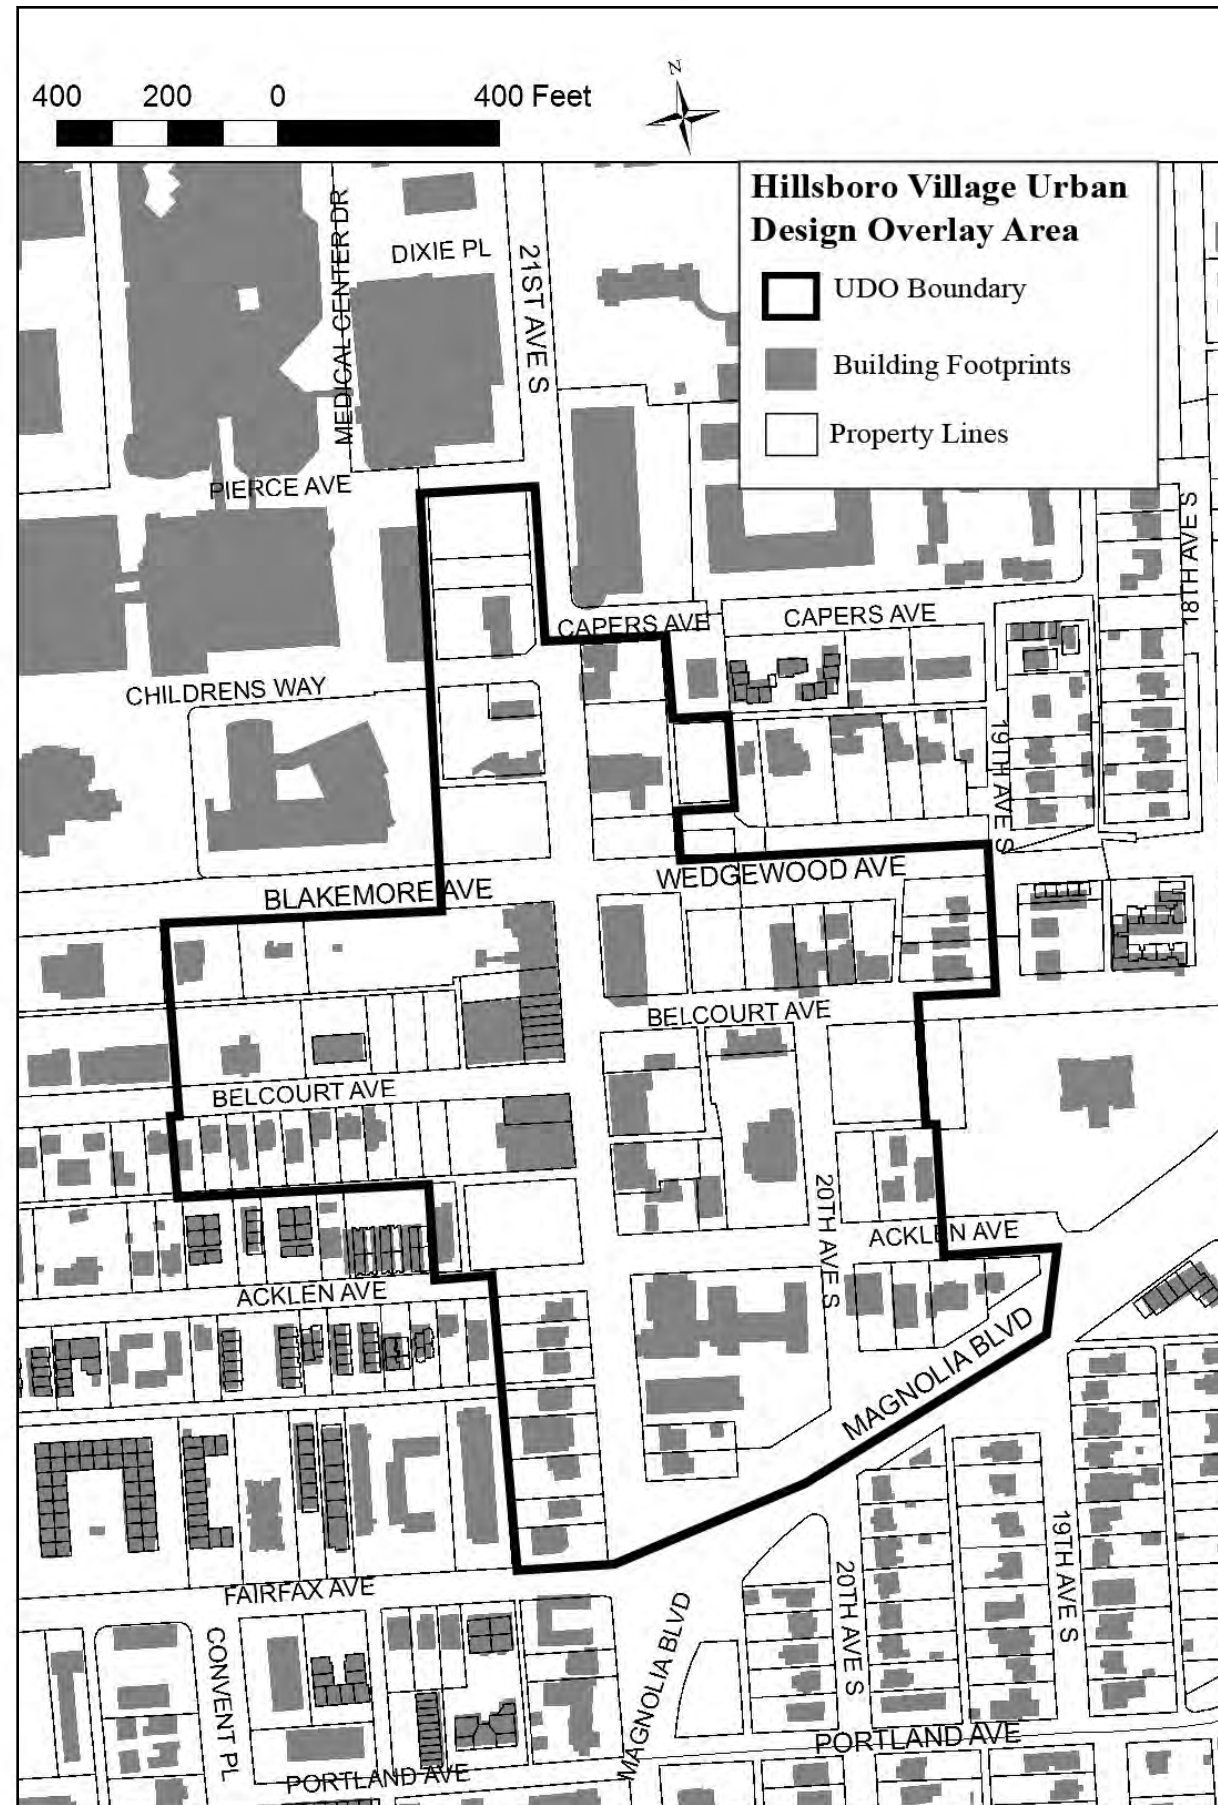 N
400 200 0 400 Feet
Hillsboro Village Urban
Design Overlay Area
UDO Boundary
Building Footprints
Property Lines
MEDICAL CENTER DR
DIXIE PL
21ST AVE S
PIERCE AVE
18TH AVE S
CAPERS AVE
CAPERS AVE
CHILDRENS WAY
19TH AVE S
BLAKEMORE AVE
WEDGEWOOD AVE
BELCOURT AVE
BELCOURT AVE
20TH AVE S
ACKLEN AVE
ACKLEN AVE
MAGNOLIA BLVD
19TH AVE S
FAIRFAX AVE
20TH AVE S
CONVENT PL
MAGNOLIA BLVD
PORTLAND AVE
PORTLAND AVE